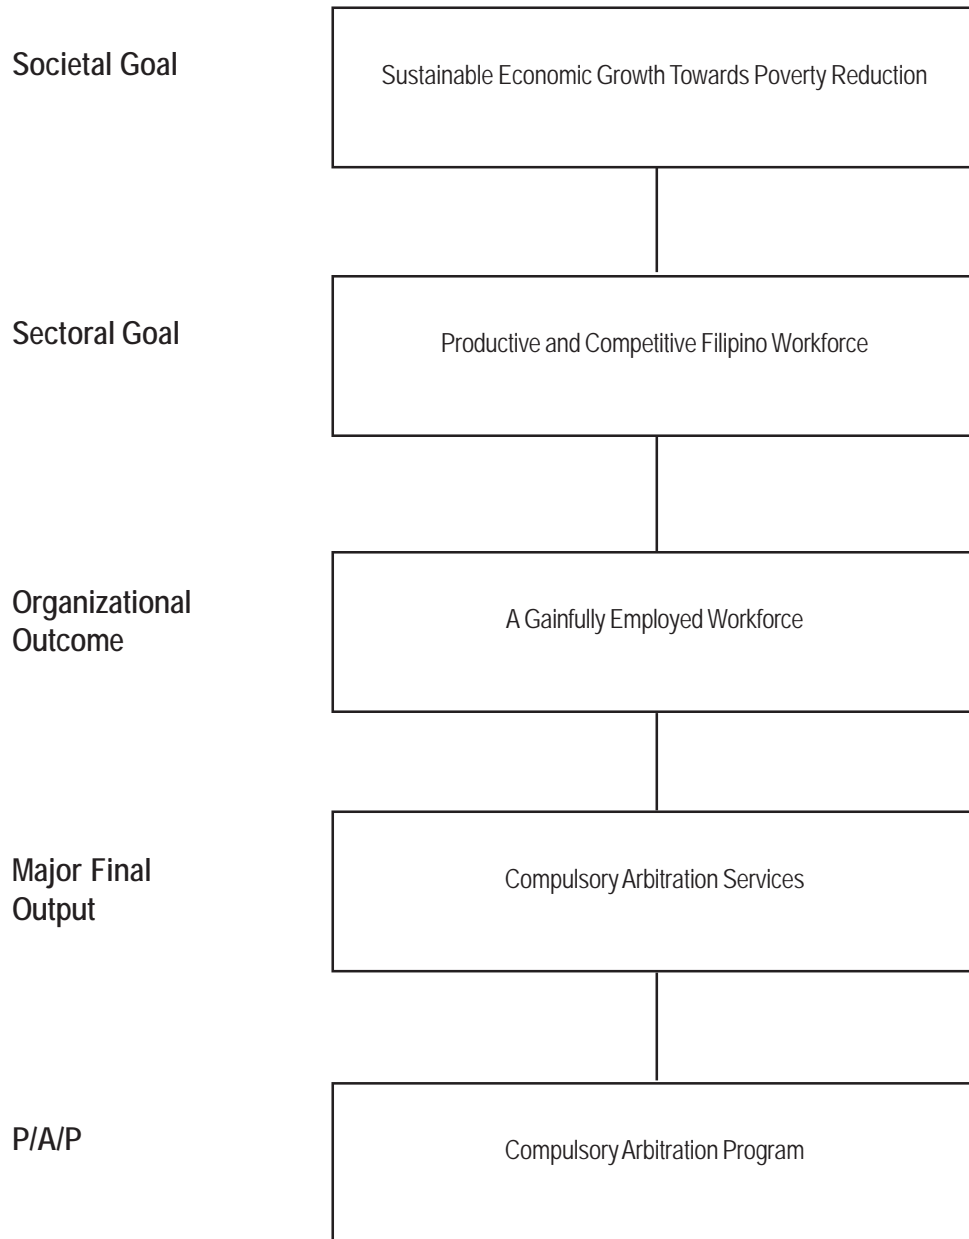 Societal Goal
Sustainable Economic Growth Towards Poverty Reduction
Sectoral Goal
Productive and Competitive Filipino Workforce
Organizational
Outcome
A Gainfully Employed Workforce
Major Final
Output
Compulsory Arbitration Services
P/A/P
Compulsory Arbitration Program